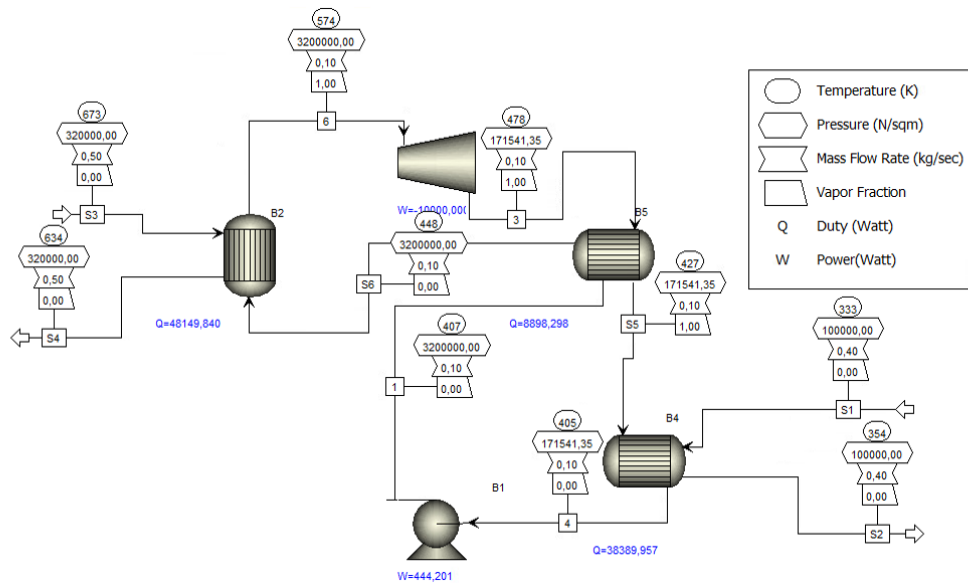 574
3200000,00
0,10
1,00
6
673
320000,00
0,50
0,00
S3
B2
634
320000,00
0,50
0,00
S4
Q=48149,840
478
171541,35
0,10
1,00
3
W=-10000,000
448
3200000,00
0,10
0,00
S6
B5
Q=8898,298
427
171541,35
0,10
1,00
S5
407
3200000,00
0,10
0,00
1
333
100000,00
0,40
0,00
S1
B4
354
100000,00
0,40
0,00
S2
405
171541,35
0,10
0,00
4
Q=38389,957
B1
W=444,201
Temperature (K)
Pressure (N/sqm)
Mass Flow Rate (kg/sec)
Vapor Fraction
Q Duty (Watt)
W Power(Watt)